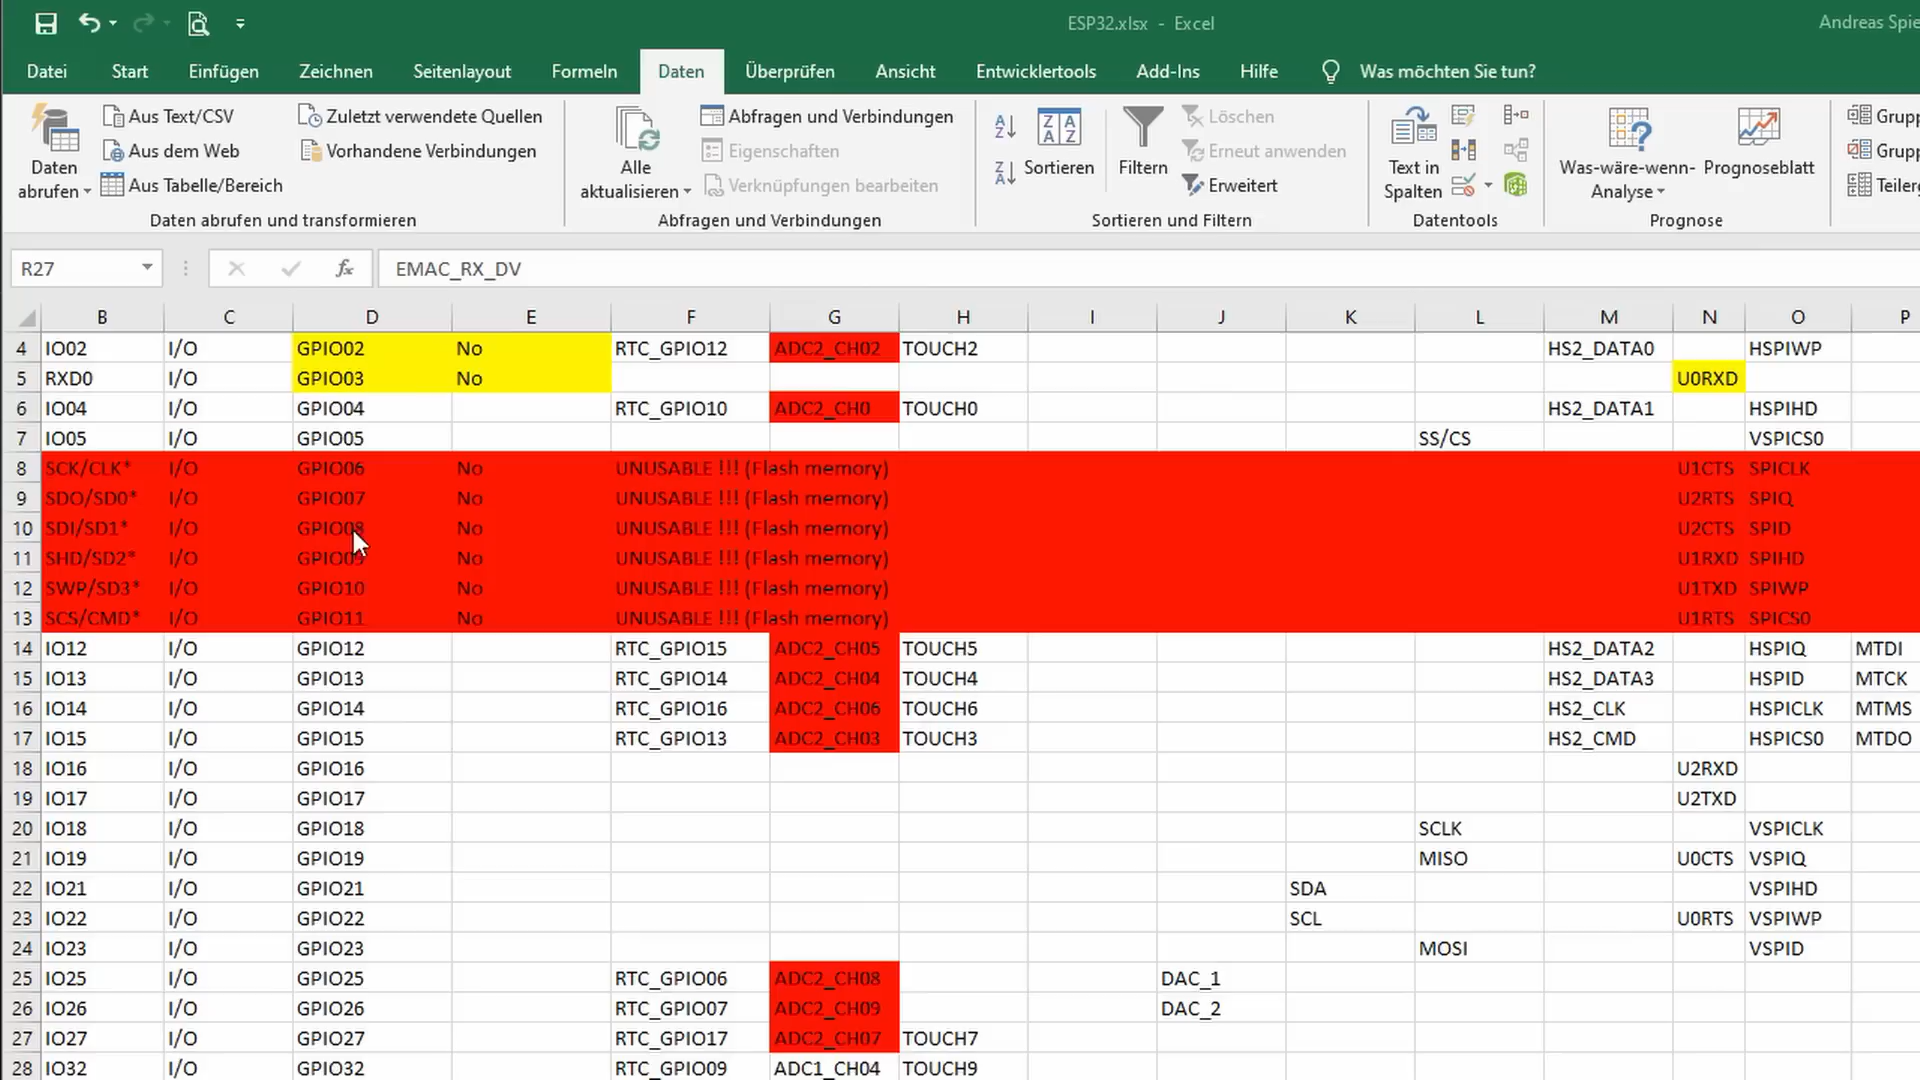 ESP32.xlsx - Excel
Andreas Spie
Datei Start Einfügen Zeichnen Seitenlayout Formeln Daten Überprüfen Ansicht Entwicklertools Add-Ins Hilfe Was möchten Sie tun?
Daten abrufen
Aus Text/CSV
Aus dem Web
Aus Tabelle/Bereich
Zuletzt verwendete Quellen
Vorhandene Verbindungen
Daten abrufen und transformieren
Alle aktualisieren
Abfragen und Verbindungen
Eigenschaften
Verknüpfungen bearbeiten
Abfragen und Verbindungen
Sortieren
Filtern
Löschen
Erneut anwenden
Erweitert
Sortieren und Filtern
Text in Spalten
Datentools
Was-wäre-wenn-Analyse
Prognoseblatt
Prognose
Grupp
Grupp
Teilerg
R27 fx EMAC_RX_DV
B C D E F G H I J K L M N O P
4 IO02 I/O GPIO02 No RTC_GPIO12 ADC2_CH02 TOUCH2 HS2_DATA0 HSPIWP
5 RXD0 I/O GPIO03 No U0RXD
6 IO04 I/O GPIO04 RTC_GPIO10 ADC2_CH0 TOUCH0 HS2_DATA1 HSPIHD
7 IO05 I/O GPIO05 SS/CS VSPICS0
8 SCK/CLK* I/O GPIO06 No UNUSABLE !!! (Flash memory) U1CTS SPICLK
9 SDO/SD0* I/O GPIO07 No UNUSABLE !!! (Flash memory) U2RTS SPIQ
10 SDI/SD1* I/O GPIO08 No UNUSABLE !!! (Flash memory) U2CTS SPID
11 SHD/SD2* I/O GPIO09 No UNUSABLE !!! (Flash memory) U1RXD SPIHD
12 SWP/SD3* I/O GPIO10 No UNUSABLE !!! (Flash memory) U1TXD SPIWP
13 SCS/CMD* I/O GPIO11 No UNUSABLE !!! (Flash memory) U1RTS SPICS0
14 IO12 I/O GPIO12 RTC_GPIO15 ADC2_CH05 TOUCH5 HS2_DATA2 HSPIQ MTDI
15 IO13 I/O GPIO13 RTC_GPIO14 ADC2_CH04 TOUCH4 HS2_DATA3 HSPID MTCK
16 IO14 I/O GPIO14 RTC_GPIO16 ADC2_CH06 TOUCH6 HS2_CLK HSPICLK MTMS
17 IO15 I/O GPIO15 RTC_GPIO13 ADC2_CH03 TOUCH3 HS2_CMD HSPICS0 MTDO
18 IO16 I/O GPIO16 U2RXD
19 IO17 I/O GPIO17 U2TXD
20 IO18 I/O GPIO18 SCLK VSPICLK
21 IO19 I/O GPIO19 MISO U0CTS VSPIQ
22 IO21 I/O GPIO21 SDA VSPIHD
23 IO22 I/O GPIO22 SCL U0RTS VSPIWP
24 IO23 I/O GPIO23 MOSI VSPID
25 IO25 I/O GPIO25 RTC_GPIO06 ADC2_CH08 DAC_1
26 IO26 I/O GPIO26 RTC_GPIO07 ADC2_CH09 DAC_2
27 IO27 I/O GPIO27 RTC_GPIO17 ADC2_CH07 TOUCH7
28 IO32 I/O GPIO32 RTC_GPIO09 ADC1_CH04 TOUCH9